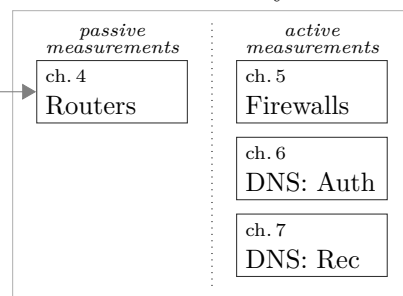 passive
measurements
ch. 4
Routers
active
measurements
ch. 5
Firewalls
ch. 6
DNS: Auth
ch. 7
DNS: Rec